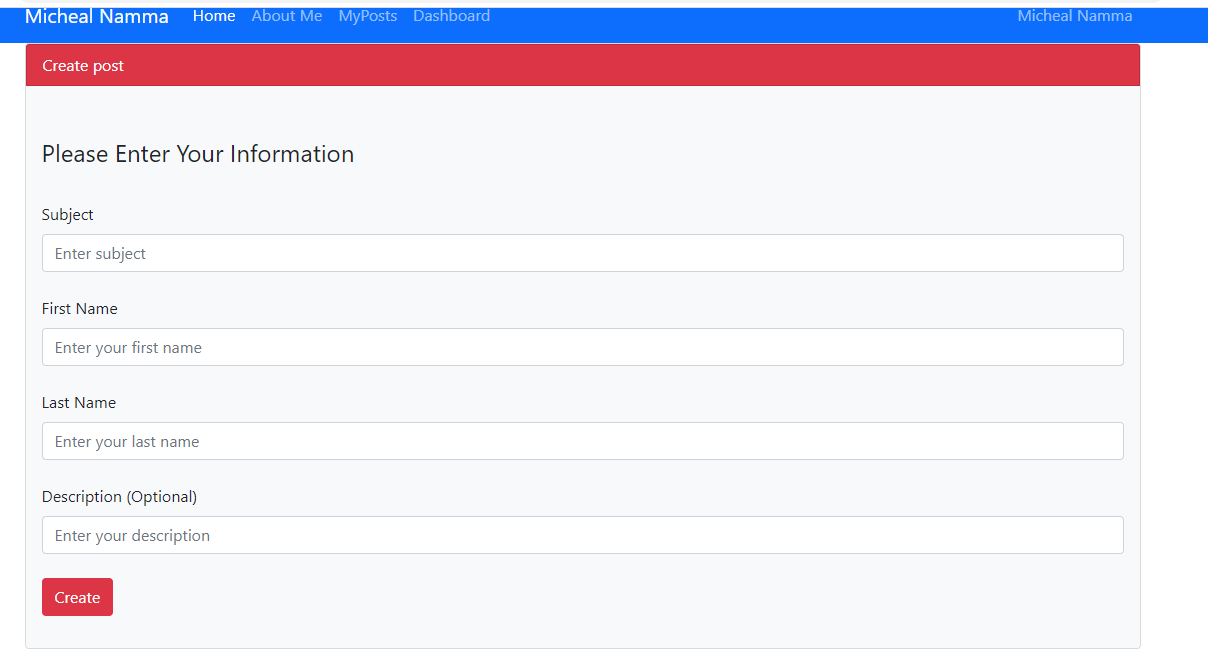 Micheal Namma Home About Me MyPosts Dashboard Micheal Namma
Create post
Please Enter Your Information
Subject
Enter subject
First Name
Enter your first name
Last Name
Enter your last name
Description (Optional)
Enter your description
Create